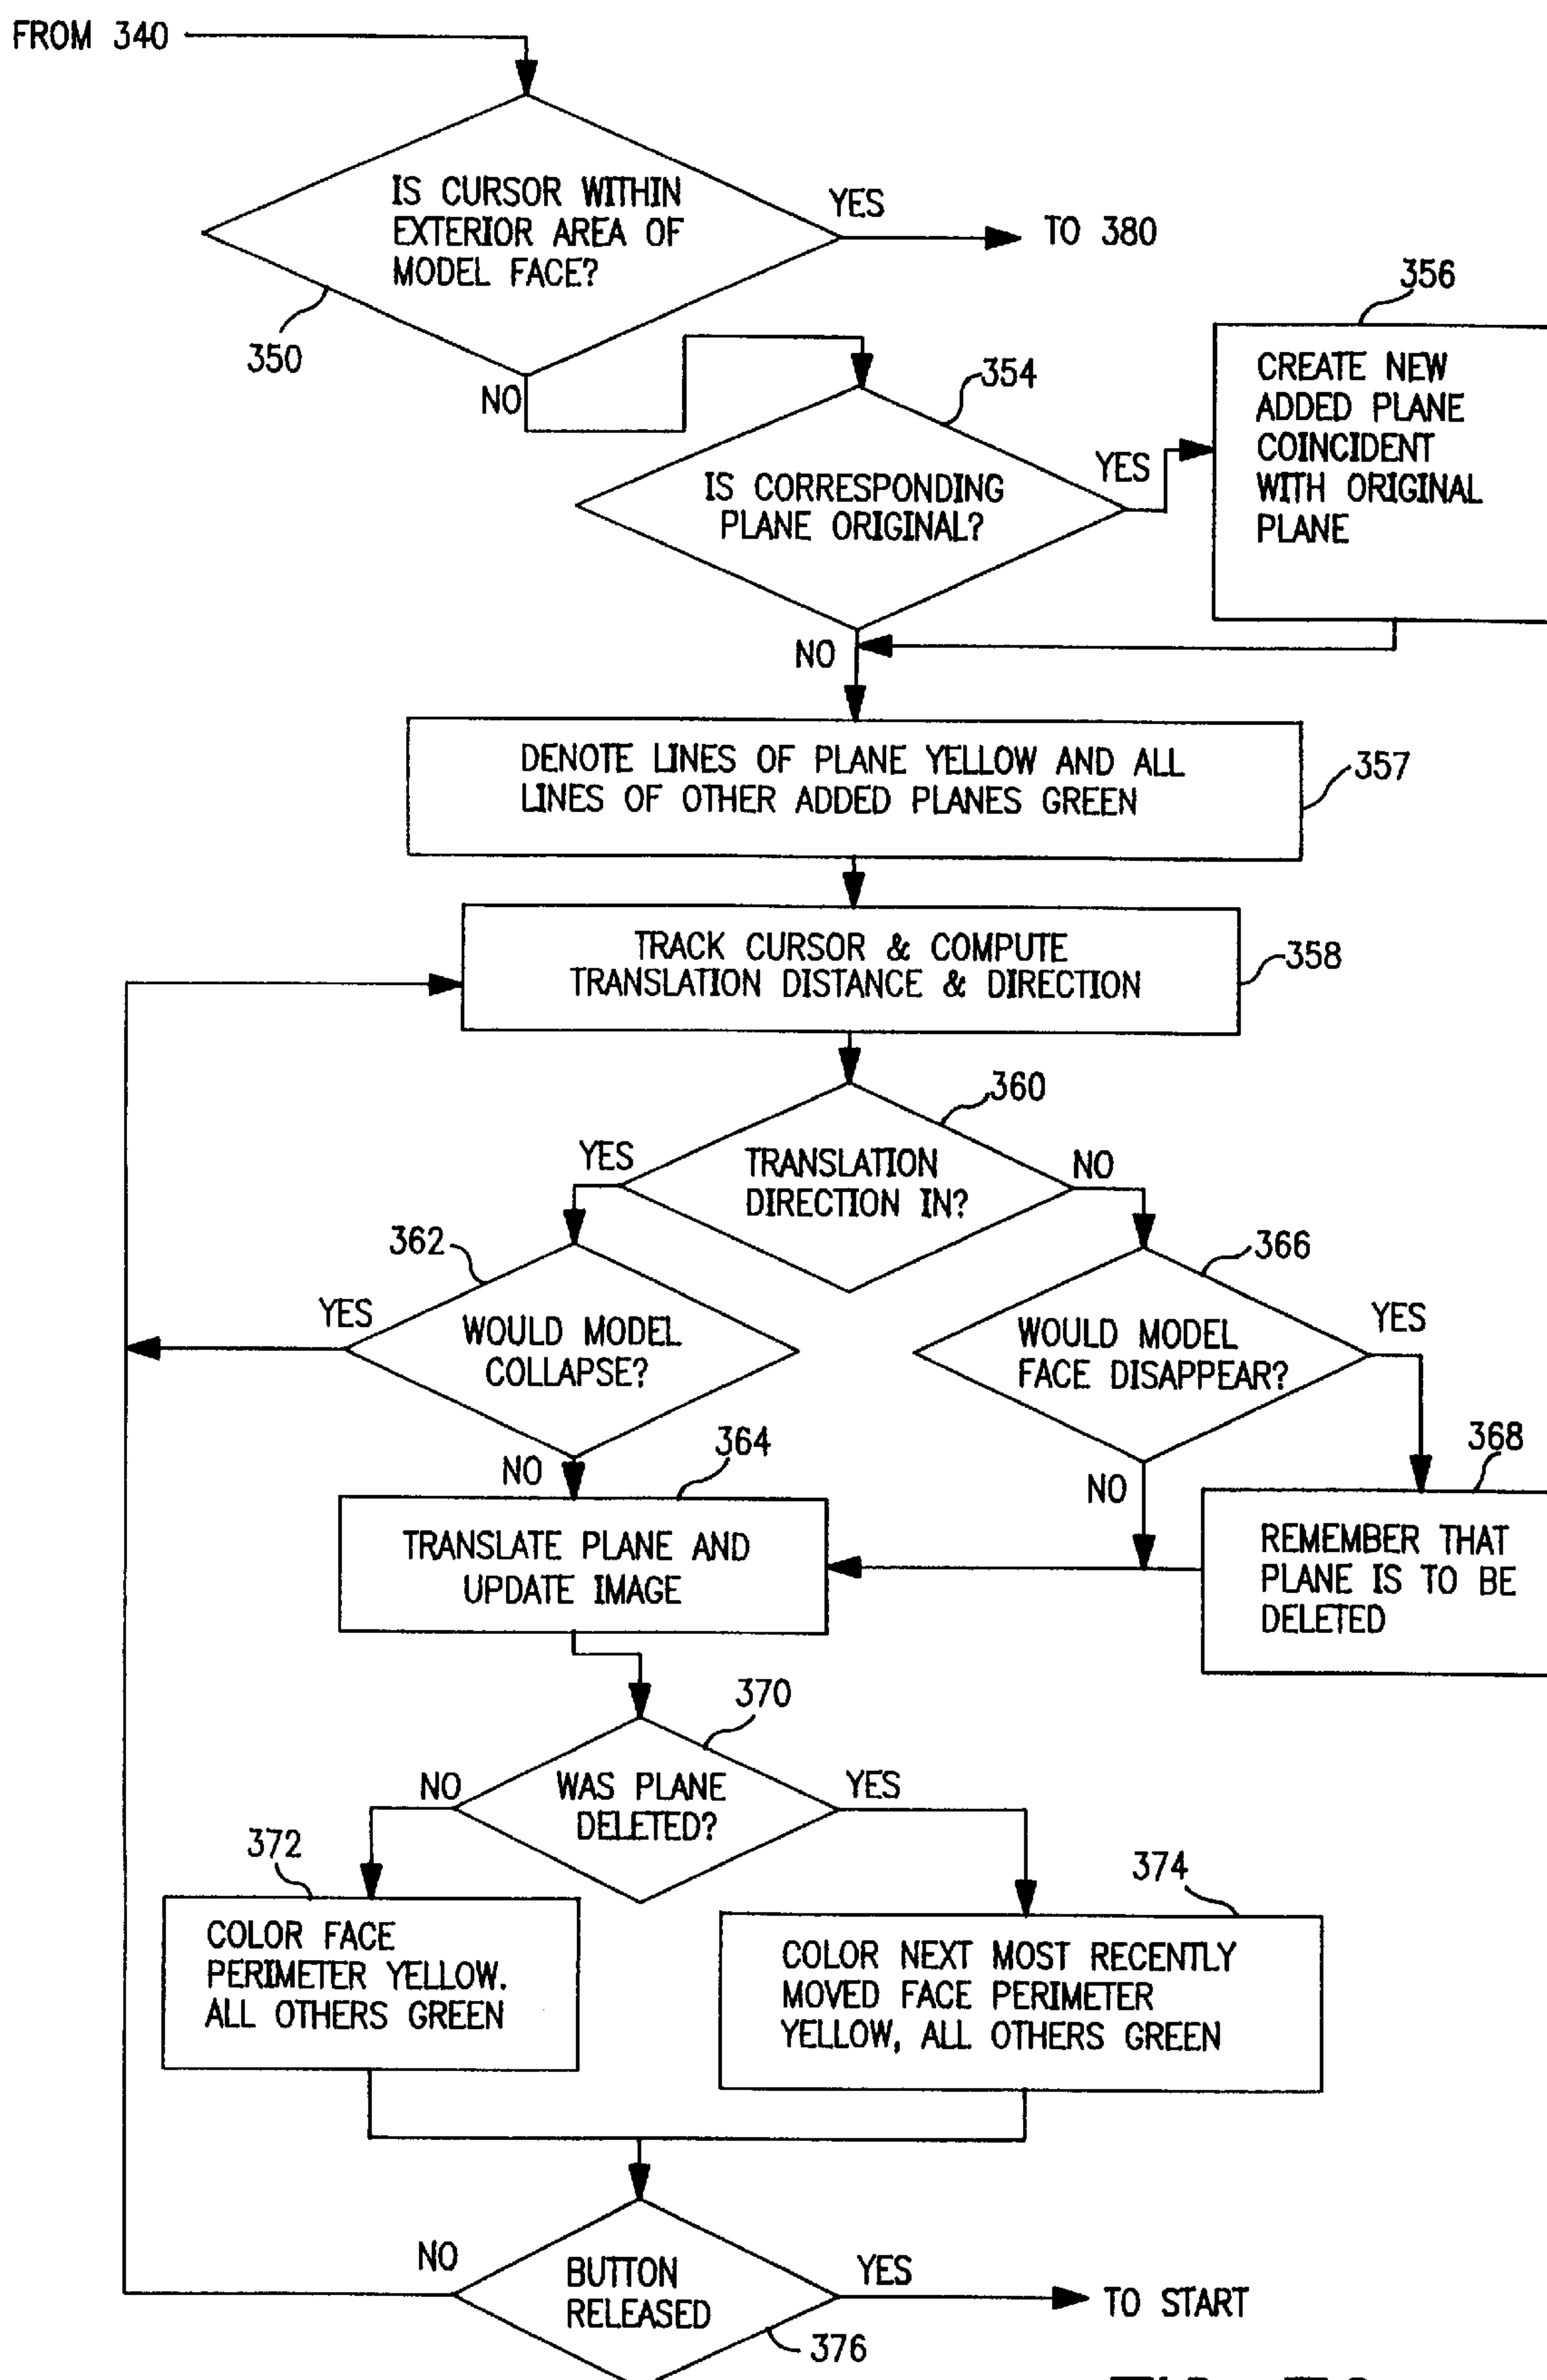 FROM 340
IS CURSOR WITHIN
EXTERIOR AREA OF
MODEL FACE?
YES
TO 380
350
NO
354
356
CREATE NEW
ADDED PLANE
COINCIDENT
WITH ORIGINAL
PLANE
IS CORRESPONDING
PLANE ORIGINAL?
YES
NO
DENOTE LINES OF PLANE YELLOW AND ALL
LINES OF OTHER ADDED PLANES GREEN
357
TRACK CURSOR & COMPUTE
TRANSLATION DISTANCE & DIRECTION
358
360
TRANSLATION
DIRECTION IN?
YES
NO
362
366
YES
WOULD MODEL
COLLAPSE?
WOULD MODEL
FACE DISAPPEAR?
YES
NO
364
NO
368
TRANSLATE PLANE AND
UPDATE IMAGE
REMEMBER THAT
PLANE IS TO BE
DELETED
370
WAS PLANE
DELETED?
NO
YES
372
374
COLOR FACE
PERIMETER YELLOW.
ALL OTHERS GREEN
COLOR NEXT MOST RECENTLY
MOVED FACE PERIMETER
YELLOW, ALL OTHERS GREEN
NO
BUTTON
RELEASED
YES
TO START
376